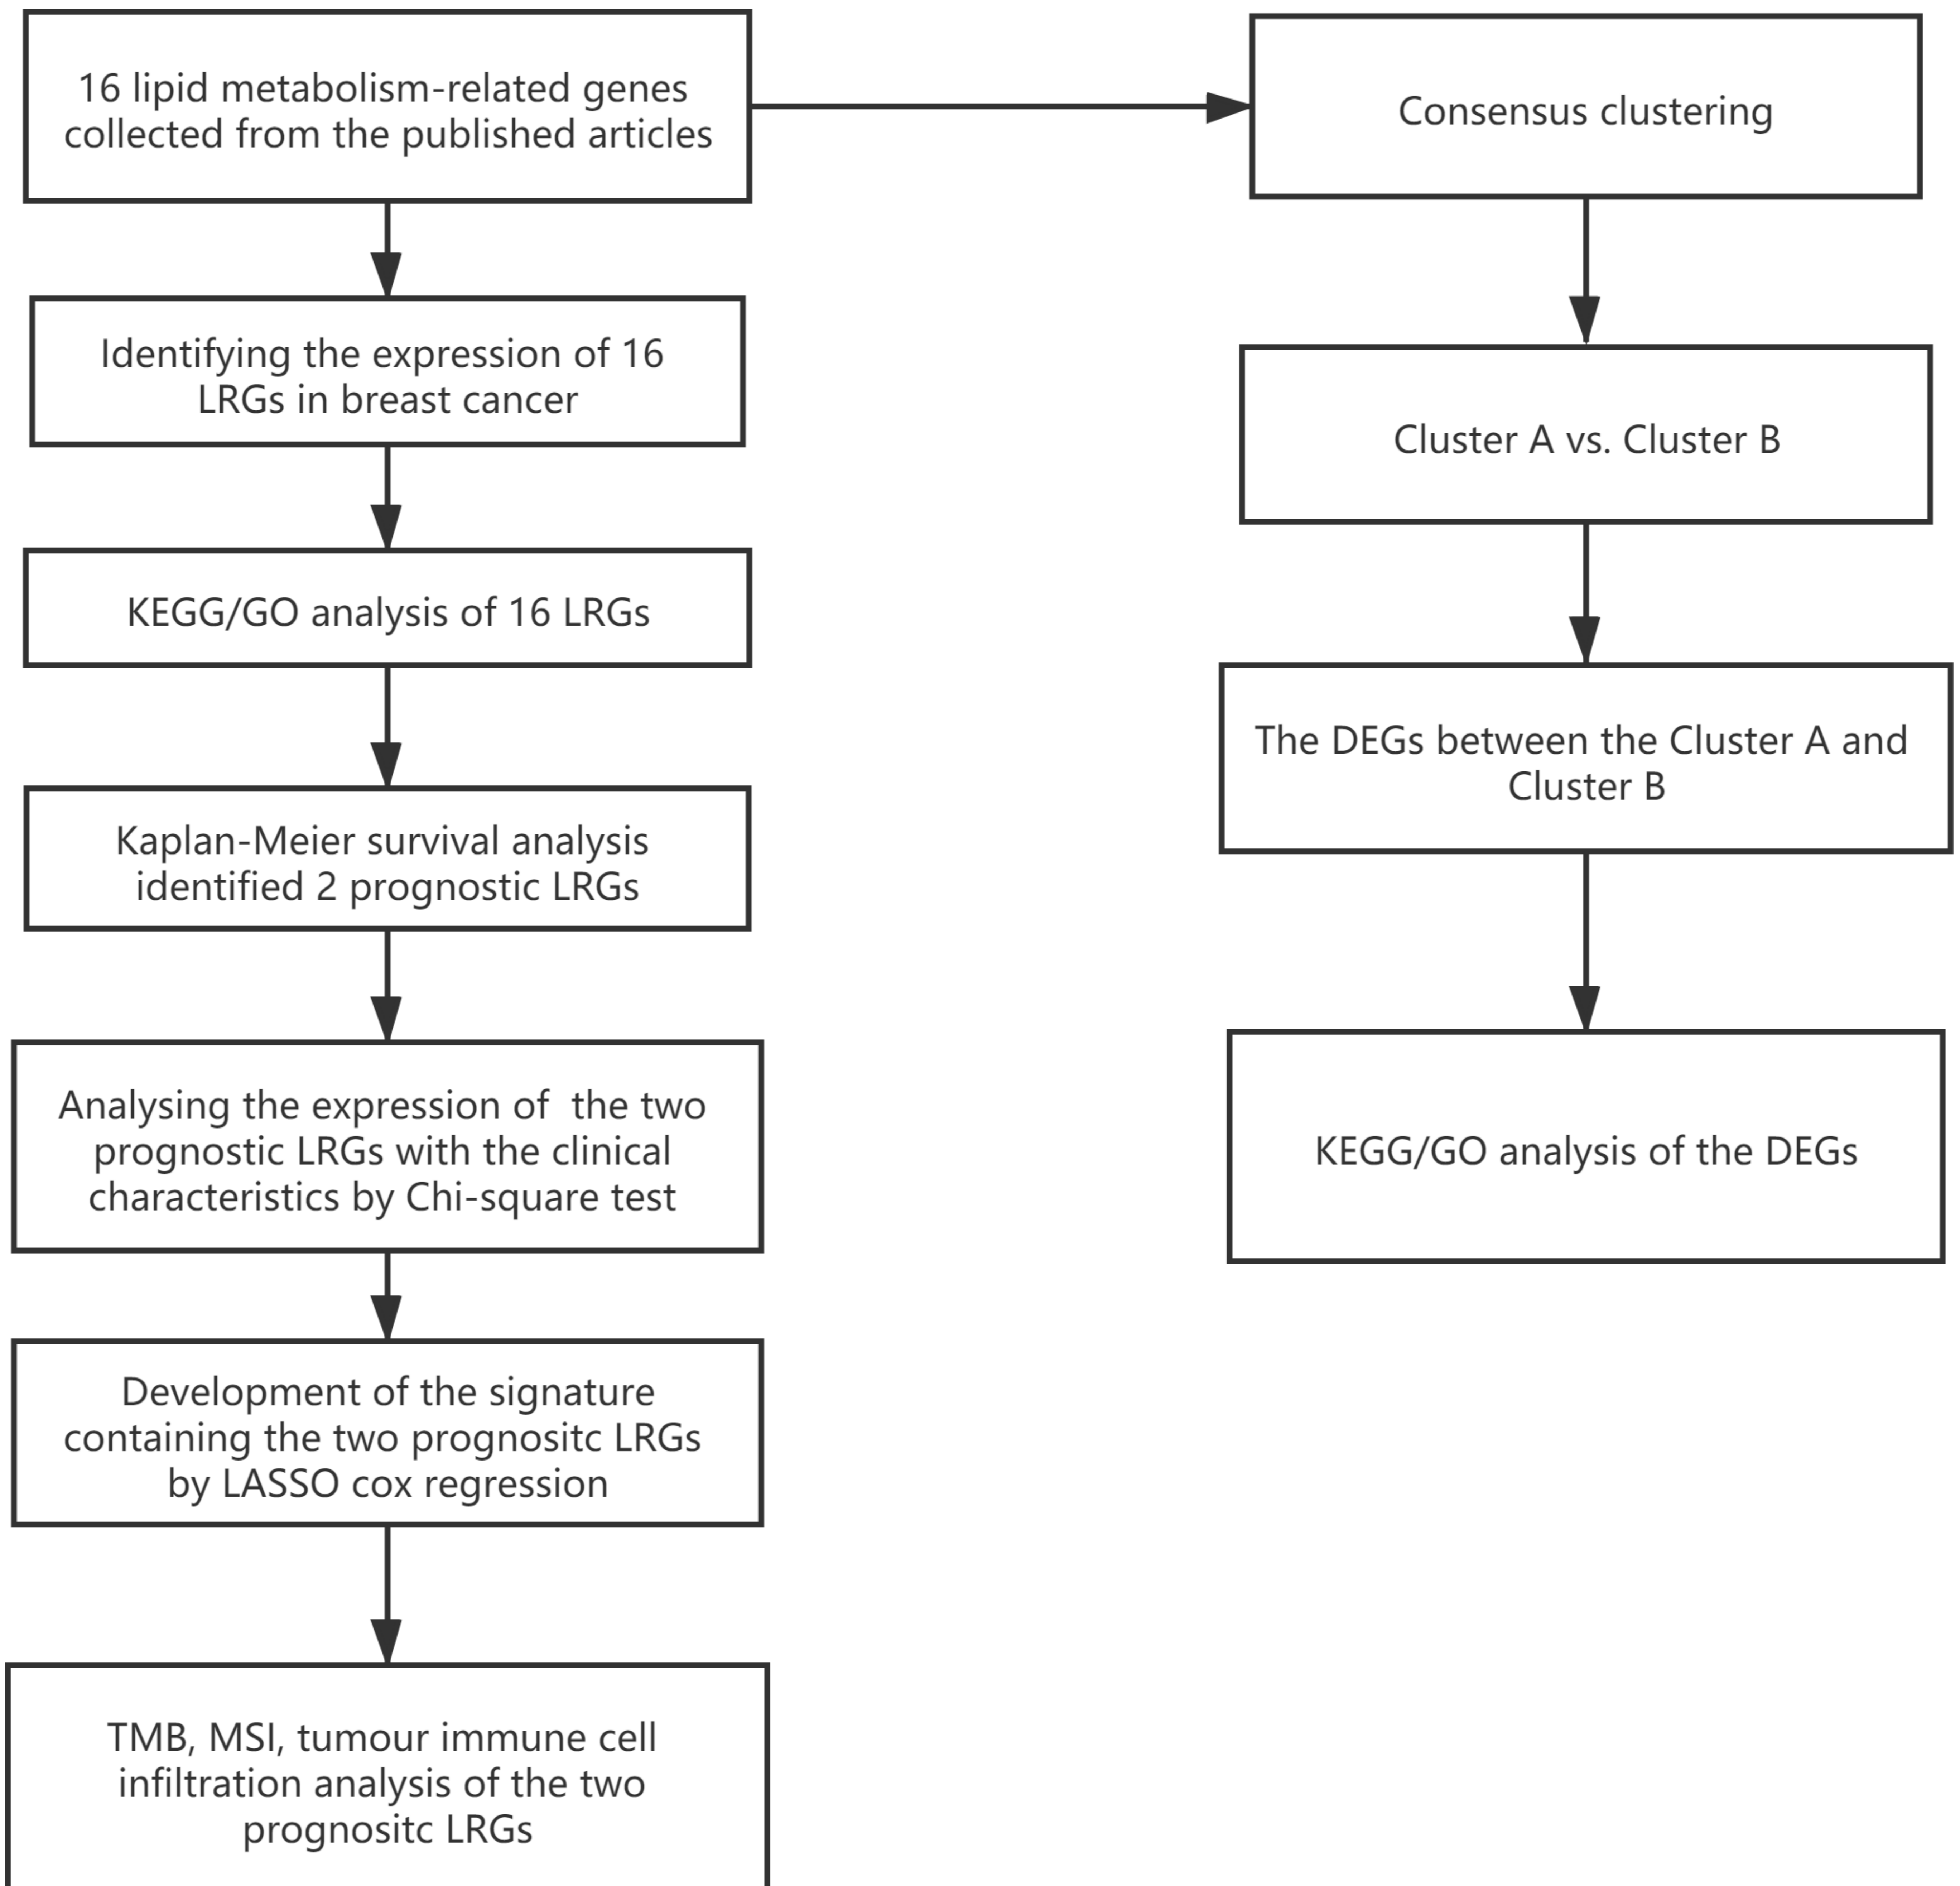 16 lipid metabolism-related genes
collected from the published articles
Identifying the expression of 16
LRGs in breast cancer
KEGG/GO analysis of 16 LRGs
Kaplan-Meier survival analysis
identified 2 prognostic LRGs
Analysing the expression of  the two
prognostic LRGs with the clinical
characteristics by Chi-square test
Development of the signature
containing the two prognositc LRGs
by LASSO cox regression
TMB, MSI, tumour immune cell
infiltration analysis of the two
prognositc LRGs
Consensus clustering
Cluster A vs. Cluster B
The DEGs between the Cluster A and
Cluster B
KEGG/GO analysis of the DEGs